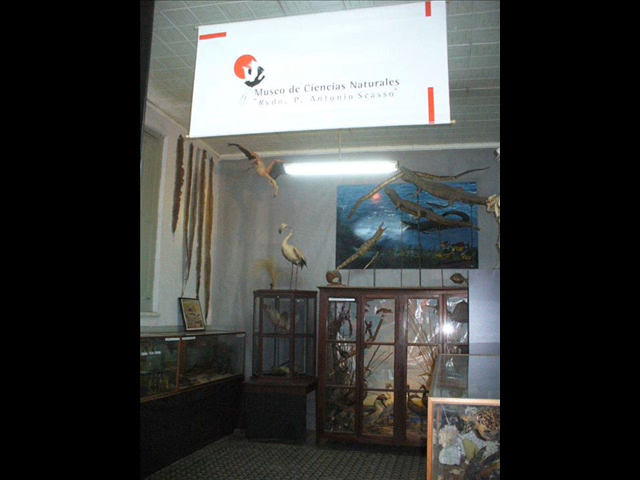 Museo de Ciencias Naturales
"Rvdo. P. Antonio Scasso"